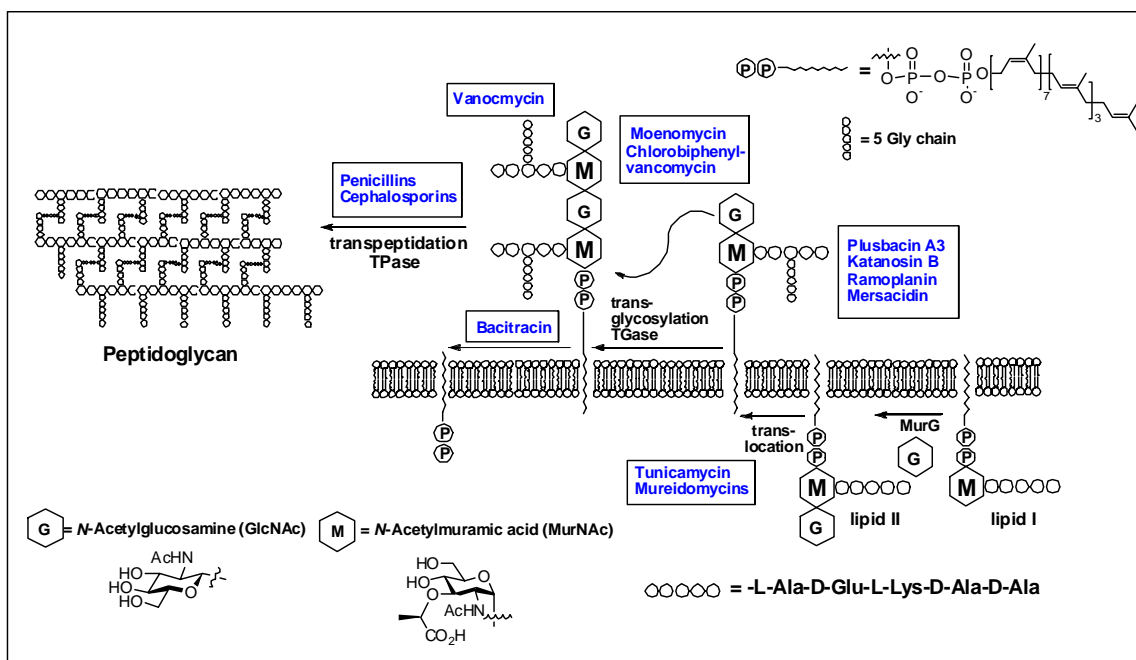 P P = O P O P O O O O⁻ O⁻ 7 3
= 5 Gly chain
Vanocmycin
G
M
G
M
P
P
Moenomycin
Chlorobiphenyl-
vancomycin
Penicillins
Cephalosporins
transpeptidation
TPase
G
M
P
P
Plusbacin A3
Katanosin B
Ramoplanin
Mersacidin
Peptidoglycan
Bacitracin
trans-
glycosylation
TGase
P
P
trans-
location
MurG
G
P
P
M
G
lipid II
P
P
M
lipid I
Tunicamycin
Mureidomycins
G = N-Acetylglucosamine (GlcNAc)
M = N-Acetylmuramic acid (MurNAc)
AcHN
HO
HO
HO
O
HO
HO
O
O
AcHN
CO₂H
= -L-Ala-D-Glu-L-Lys-D-Ala-D-Ala